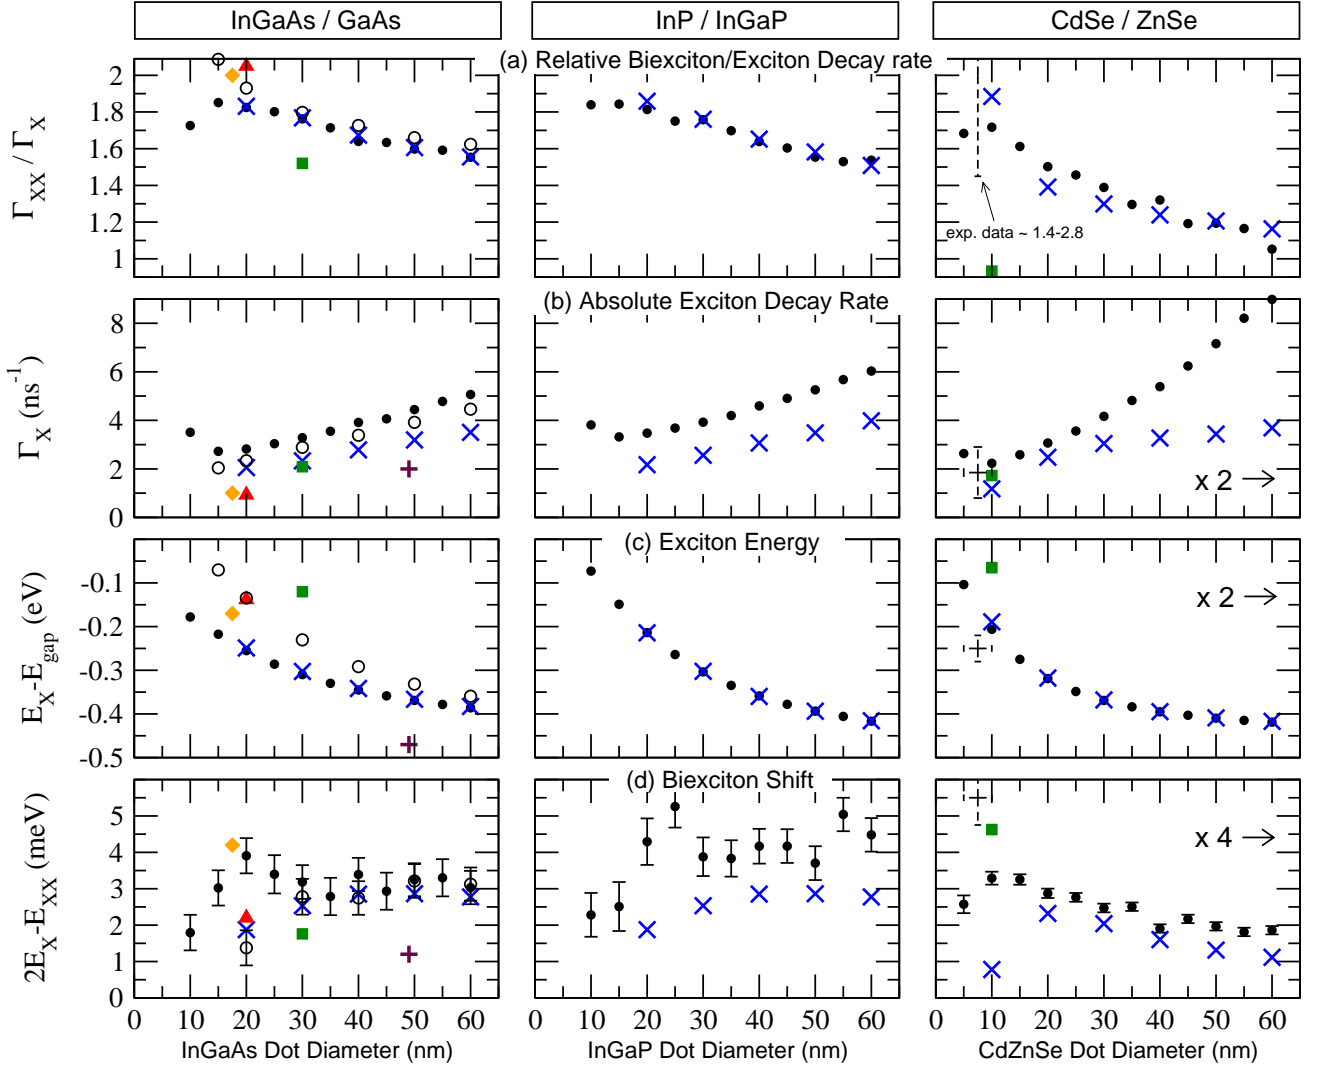 InGaAs / GaAs
InP / InGaP
CdSe / ZnSe
(a) Relative Biexciton/Exciton Decay rate
Γ_XX / Γ_X
2
1.8
1.6
1.4
1.2
1
exp. data ~ 1.4-2.8
(b) Absolute Exciton Decay Rate
Γ_X (ns^-1)
8
6
4
2
0
x 2
(c) Exciton Energy
E_X-E_gap (eV)
-0.1
-0.2
-0.3
-0.4
-0.5
x 2
(d) Biexciton Shift
2E_X-E_XX (meV)
5
4
3
2
1
0
x 4
0 10 20 30 40 50 60
0 10 20 30 40 50 60
0 10 20 30 40 50 60
InGaAs Dot Diameter (nm)
InGaP Dot Diameter (nm)
CdZnSe Dot Diameter (nm)